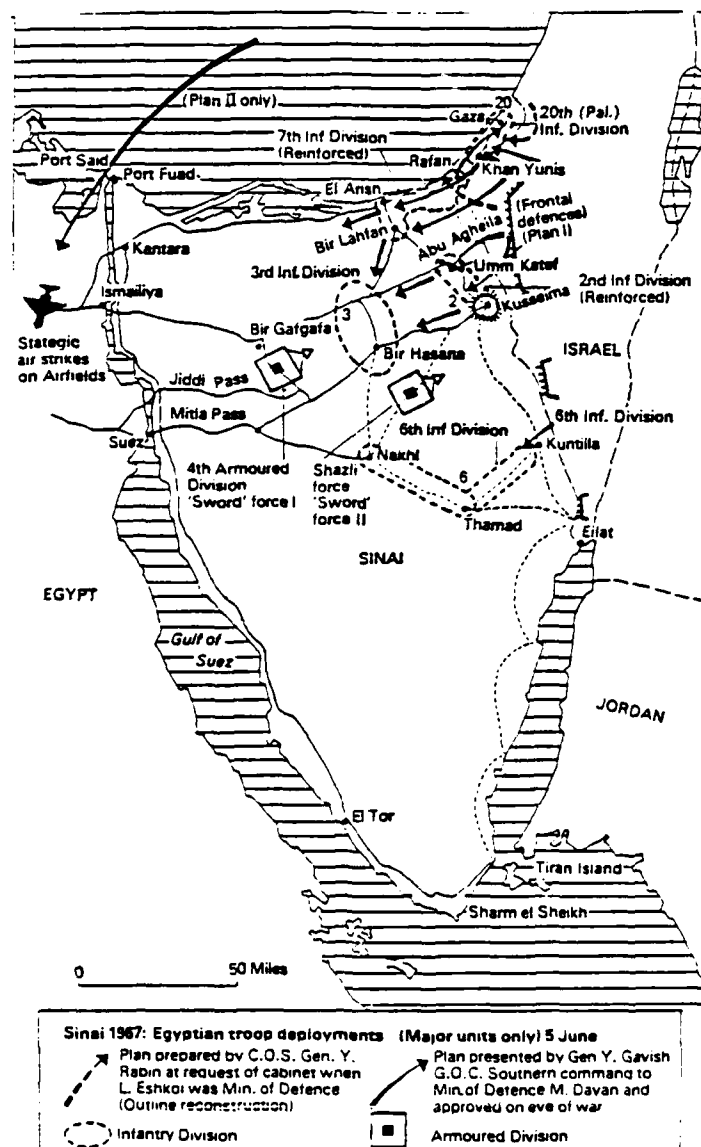 (Plan II only)
20
Gaza
20th (Pal.)
Inf. Division
7th Inf Division
(Reinforced)
Rafah
Khan Yunis
Port Said
Port Fuad
El Arish
Bir Lahfan
Abu Agheila
(Frontal
defences)
(Plan I)
Kantara
3rd Inf. Division
Umm Katef
2nd Inf Division
(Reinforced)
Ismailiya
2
Kusseima
3
Stategic
air strikes
on Airfields
Bir Gafgafa
Bir Hasana
ISRAEL
Jiddi Pass
Mitla Pass
6th Inf Division
6th Inf. Division
Kuntilla
Suez
Nakhl
4th Armoured
Division
'Sword' force I
Shazli
force
'Sword'
force II
6
Thamad
Eilat
SINAI
EGYPT
Gulf of
Suez
JORDAN
El Tor
Tiran Island
Sharm el Sheikh
0 50 Miles
Sinai 1967: Egyptian troop deployments (Major units only) 5 June
Plan prepared by C.O.S. Gen. Y.
Rabin at request of cabinet when
L. Eshkol was Min. of Defence
(Outline reconstruction)
Plan presented by Gen Y. Gavish
G.O.C. Southern command to
Min. of Defence M. Dayan and
approved on eve of war
Infantry Division
Armoured Division